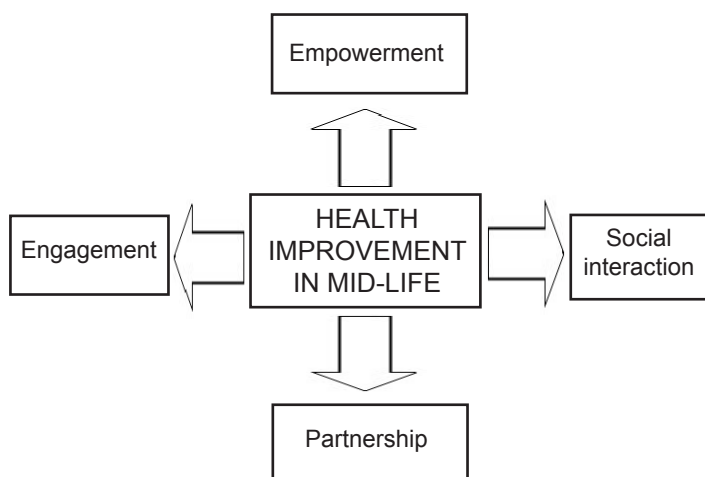 Empowerment
Engagement
HEALTH
IMPROVEMENT
IN MID-LIFE
Social
interaction
Partnership